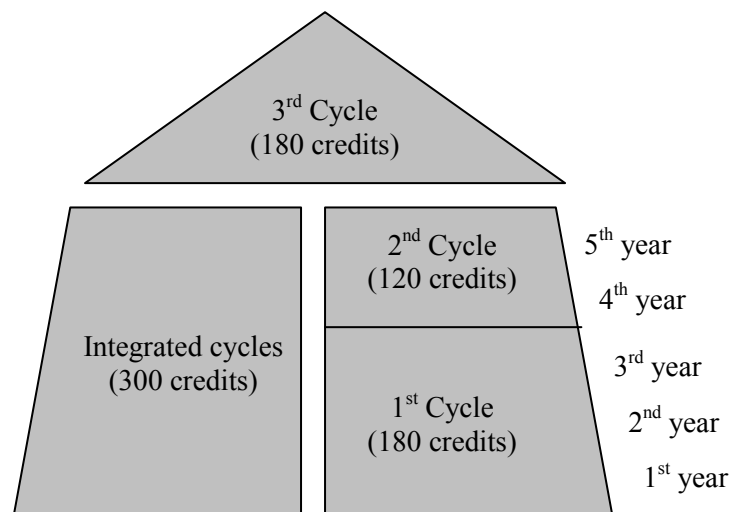 3rd Cycle
(180 credits)
Integrated cycles
(300 credits)
2nd Cycle
(120 credits)
1st Cycle
(180 credits)
5th year
4th year
3rd year
2nd year
1st year